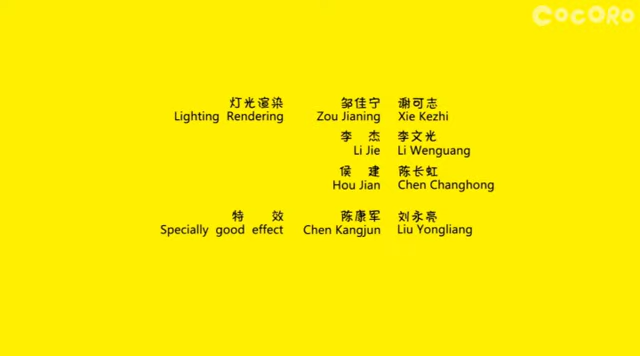 COCORO
灯光渲染 邹佳宁 谢可志
Lighting Rendering Zou Jianing Xie Kezhi
李 杰 李文光
Li Jie Li Wenguang
侯 建 陈长虹
Hou Jian Chen Changhong
特 效 陈康军 刘永亮
Specially good effect Chen Kangjun Liu Yongliang